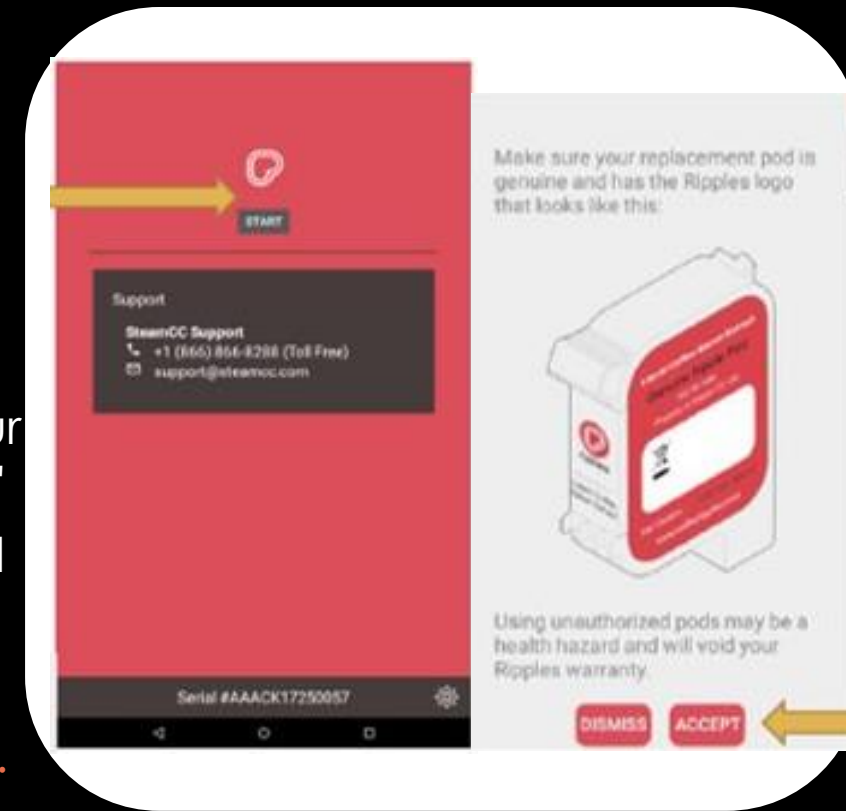 ur
START
Support
SteamCC Support
+1 (866) 866-8288 (Toll Free)
support@steamcc.com
Serial #AAACK17250057
Make sure your replacement pod is
genuine and has the Ripples logo
that looks like this:
Using unauthorized pods may be a
health hazard and will void your
Ripples warranty.
DISMISS
ACCEPT